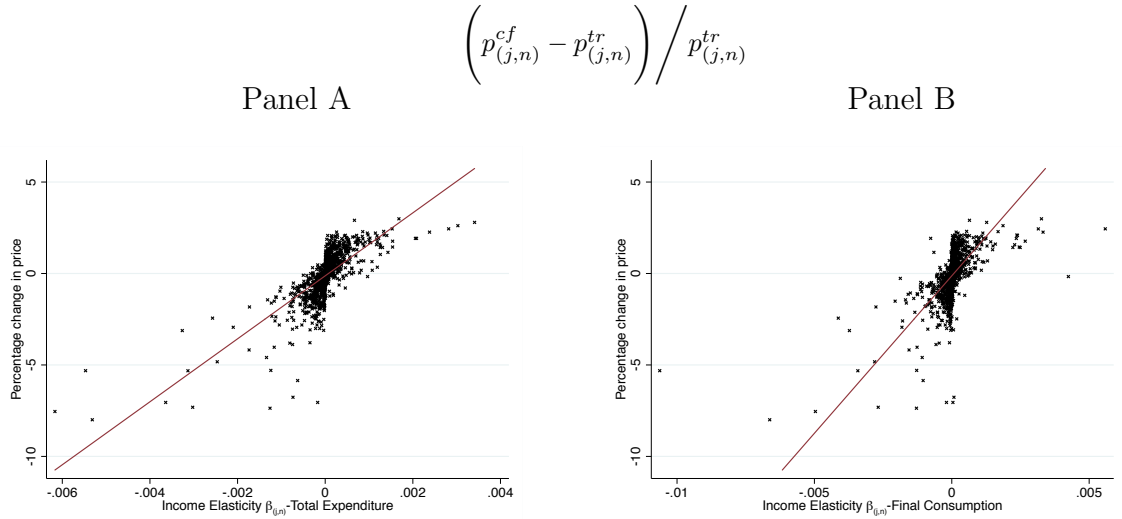 (p^{cf}_{(j,n)} − p^{tr}_{(j,n)}) / p^{tr}_{(j,n)}
Panel A
Panel B
Percentage change in price
5
0
-5
-10
-.006 -.004 -.002 0 .002 .004
Income Elasticity β(j,n)-Total Expenditure
Percentage change in price
5
0
-5
-10
-.01 -.005 0 .005
Income Elasticity β(j,n)-Final Consumption